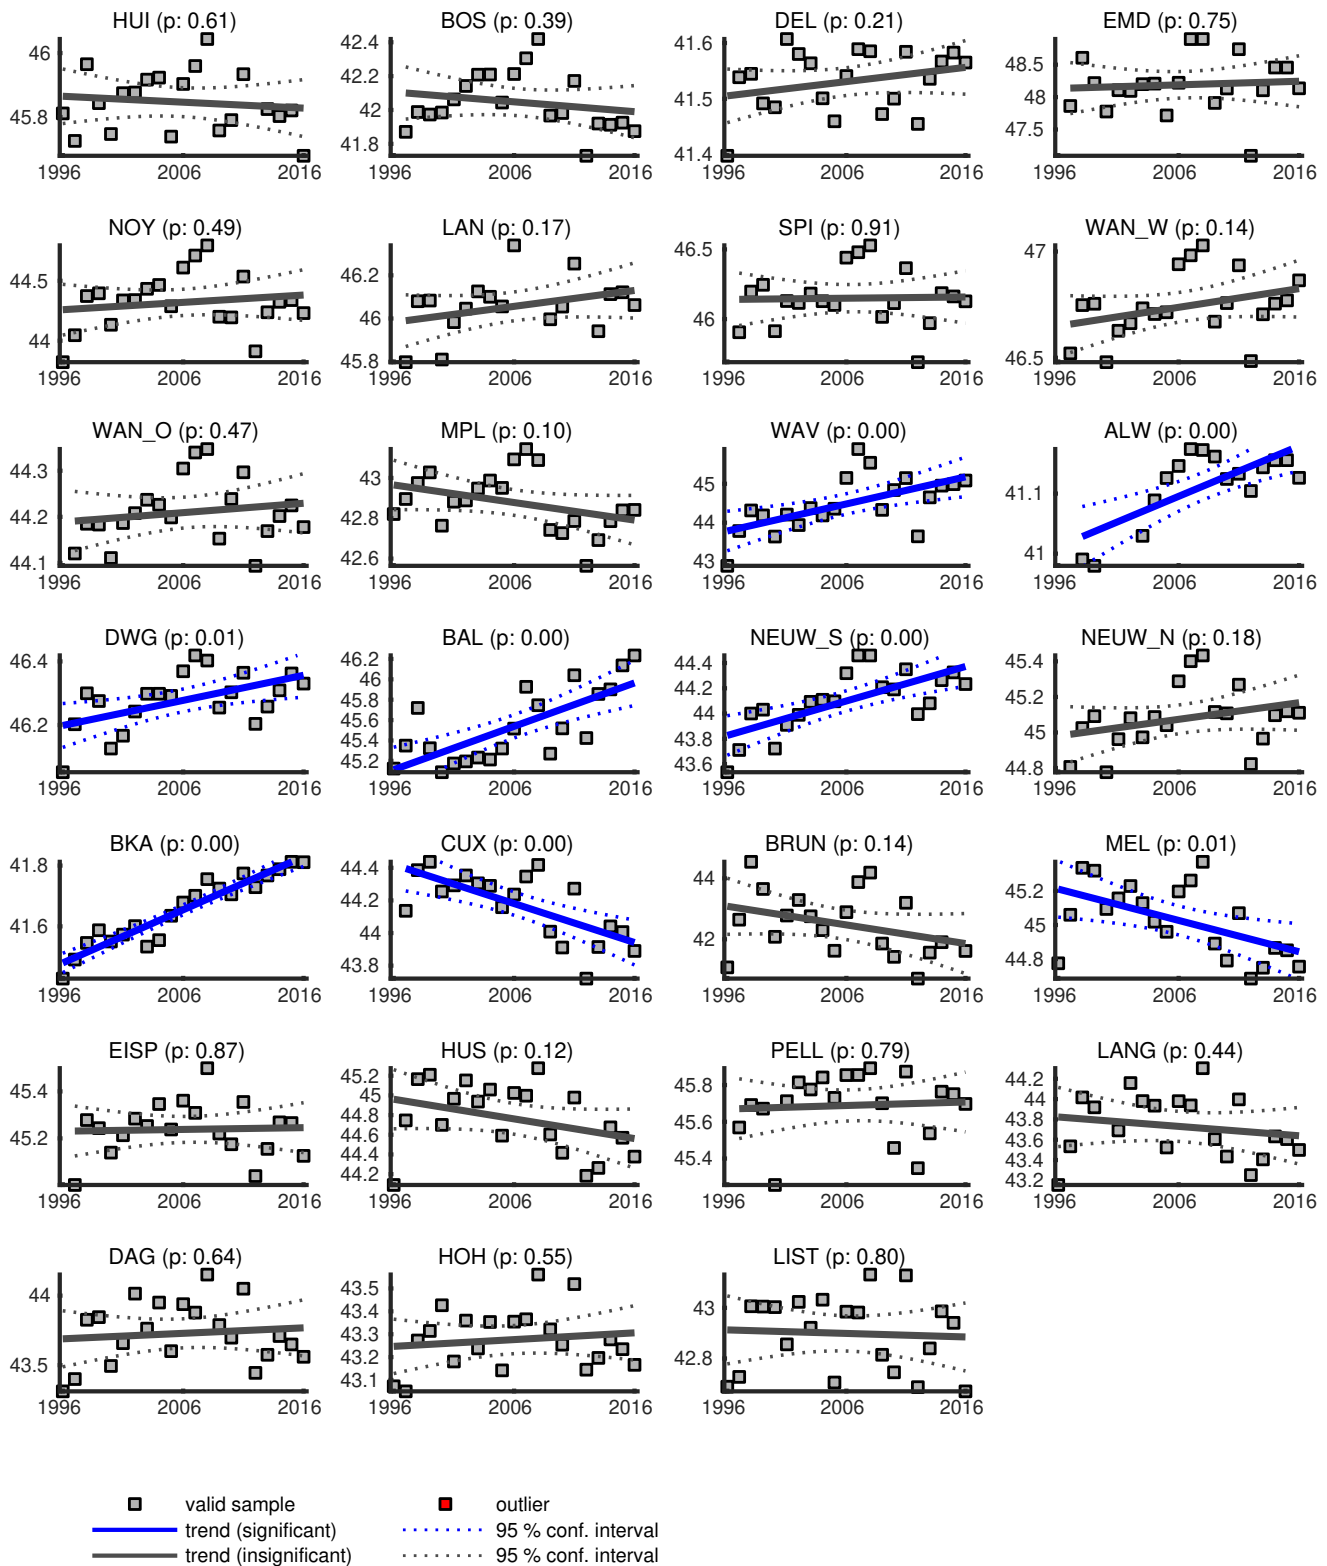 HUI (p: 0.61) BOS (p: 0.39) DEL (p: 0.21) EMD (p: 0.75)
46 45.8 1996 2006 2016
42.4 42.2 42 41.8 1996 2006 2016
41.6 41.5 41.4 1996 2006 2016
48.5 48 47.5 1996 2006 2016
NOY (p: 0.49) LAN (p: 0.17) SPI (p: 0.91) WAN_W (p: 0.14)
44.5 44 1996 2006 2016
46.2 46 45.8 1996 2006 2016
46.5 46 1996 2006 2016
47 46.5 1996 2006 2016
WAN_O (p: 0.47) MPL (p: 0.10) WAV (p: 0.00) ALW (p: 0.00)
44.3 44.2 44.1 1996 2006 2016
43 42.8 42.6 1996 2006 2016
45 44 43 1996 2006 2016
41.1 41 1996 2006 2016
DWG (p: 0.01) BAL (p: 0.00) NEUW_S (p: 0.00) NEUW_N (p: 0.18)
46.4 46.2 1996 2006 2016
46.2 46 45.8 45.6 45.4 45.2 1996 2006 2016
44.4 44.2 44 43.8 43.6 1996 2006 2016
45.4 45.2 45 44.8 1996 2006 2016
BKA (p: 0.00) CUX (p: 0.00) BRUN (p: 0.14) MEL (p: 0.01)
41.8 41.6 1996 2006 2016
44.4 44.2 44 43.8 1996 2006 2016
44 42 1996 2006 2016
45.2 45 44.8 1996 2006 2016
EISP (p: 0.87) HUS (p: 0.12) PELL (p: 0.79) LANG (p: 0.44)
45.4 45.2 1996 2006 2016
45.2 45 44.8 44.6 44.4 44.2 1996 2006 2016
45.8 45.6 45.4 1996 2006 2016
44.2 44 43.8 43.6 43.4 43.2 1996 2006 2016
DAG (p: 0.64) HOH (p: 0.55) LIST (p: 0.80)
44 43.5 1996 2006 2016
43.5 43.4 43.3 43.2 43.1 1996 2006 2016
43 42.8 1996 2006 2016
valid sample outlier
trend (significant) 95 % conf. interval
trend (insignificant) 95 % conf. interval